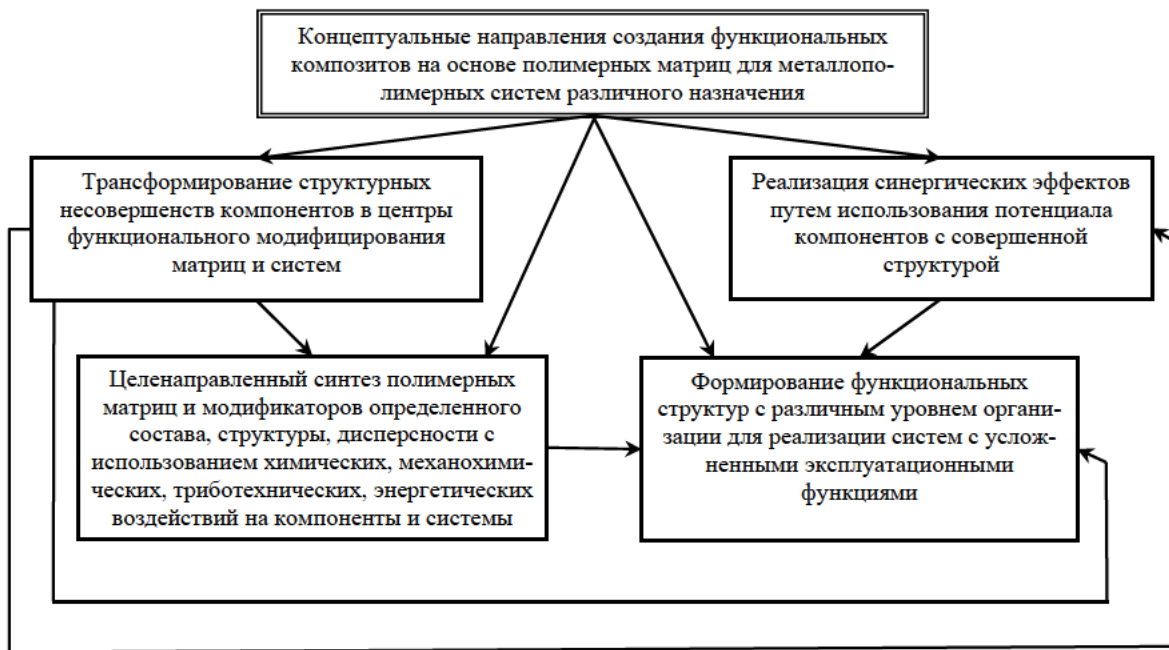 Концептуальные направления создания функциональных
композитов на основе полимерных матриц для металлопо-
лимерных систем различного назначения
Трансформирование структурных
несовершенств компонентов в центры
функционального модифицирования
матриц и систем
Реализация синергических эффектов
путем использования потенциала
компонентов с совершенной
структурой
Целенаправленный синтез полимерных
матриц и модификаторов определенного
состава, структуры, дисперсности с
использованием химических, механохими-
ческих, триботехнических, энергетических
воздействий на компоненты и системы
Формирование функциональных
структур с различным уровнем органи-
зации для реализации систем с услож-
ненными эксплуатационными
функциями